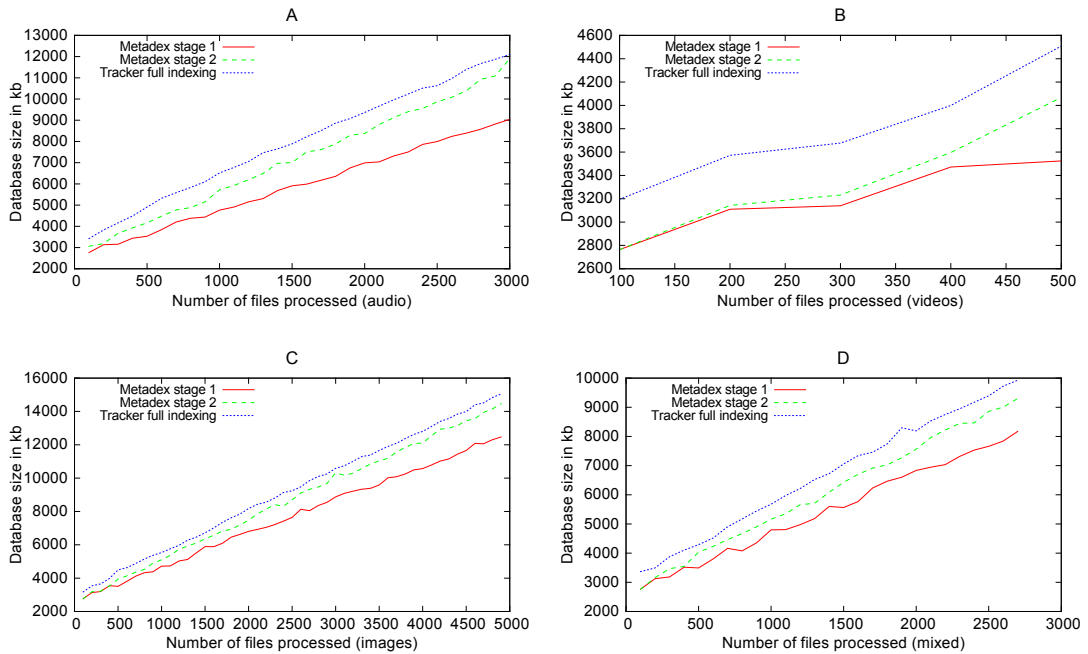 A
Metadex stage 1
Metadex stage 2
Tracker full indexing
Database size in kb
13000
12000
11000
10000
9000
8000
7000
6000
5000
4000
3000
2000
0 500 1000 1500 2000 2500 3000
Number of files processed (audio)
B
Metadex stage 1
Metadex stage 2
Tracker full indexing
Database size in kb
4600
4400
4200
4000
3800
3600
3400
3200
3000
2800
2600
100 150 200 250 300 350 400 450 500
Number of files processed (videos)
C
Metadex stage 1
Metadex stage 2
Tracker full indexing
Database size in kb
16000
14000
12000
10000
8000
6000
4000
2000
0 500 1000 1500 2000 2500 3000 3500 4000 4500 5000
Number of files processed (images)
D
Metadex stage 1
Metadex stage 2
Tracker full indexing
Database size in kb
10000
9000
8000
7000
6000
5000
4000
3000
2000
0 500 1000 1500 2000 2500 3000
Number of files processed (mixed)